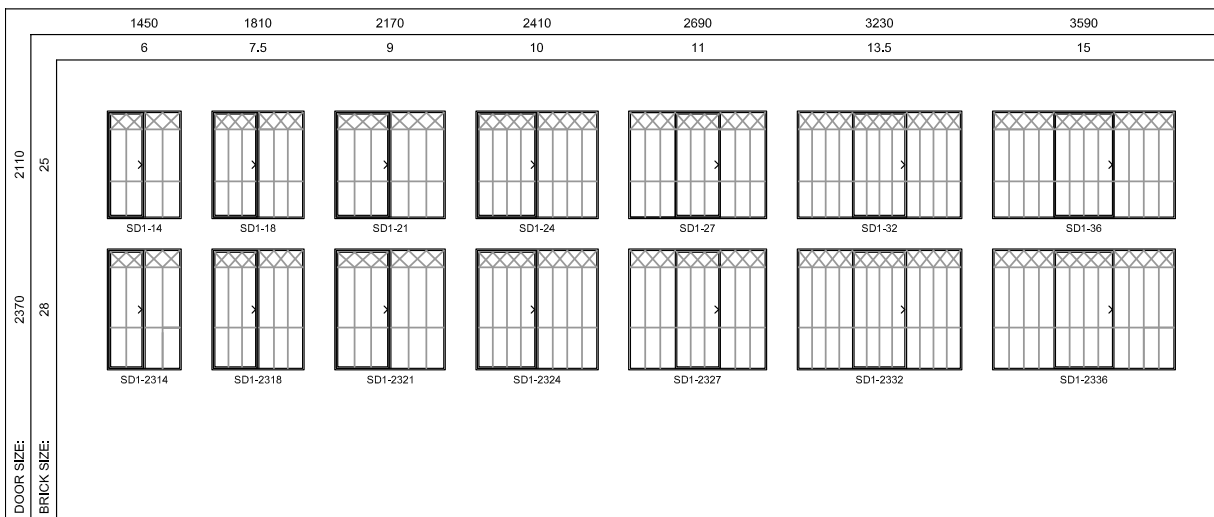 1450 1810 2170 2410 2690 3230 3590
6 7.5 9 10 11 13.5 15
2110 25
SD1-14 SD1-18 SD1-21 SD1-24 SD1-27 SD1-32 SD1-36
2370 28
SD1-2314 SD1-2318 SD1-2321 SD1-2324 SD1-2327 SD1-2332 SD1-2336
DOOR SIZE:
BRICK SIZE: